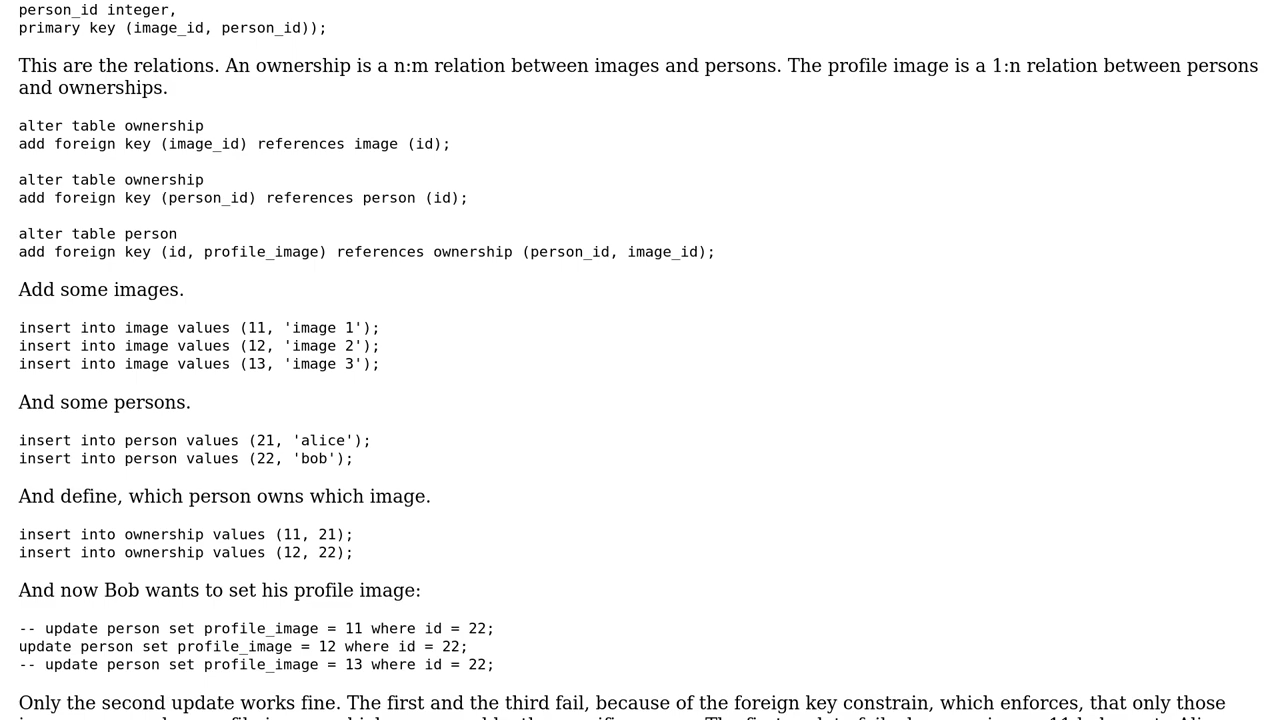 person_id integer,
primary key (image_id, person_id));
This are the relations. An ownership is a n:m relation between images and persons. The profile image is a 1:n relation between persons
and ownerships.
alter table ownership
add foreign key (image_id) references image (id);
alter table ownership
add foreign key (person_id) references person (id);
alter table person
add foreign key (id, profile_image) references ownership (person_id, image_id);
Add some images.
insert into image values (11, 'image 1');
insert into image values (12, 'image 2');
insert into image values (13, 'image 3');
And some persons.
insert into person values (21, 'alice');
insert into person values (22, 'bob');
And define, which person owns which image.
insert into ownership values (11, 21);
insert into ownership values (12, 22);
And now Bob wants to set his profile image:
-- update person set profile_image = 11 where id = 22;
update person set profile_image = 12 where id = 22;
-- update person set profile_image = 13 where id = 22;
Only the second update works fine. The first and the third fail, because of the foreign key constrain, which enforces, that only those